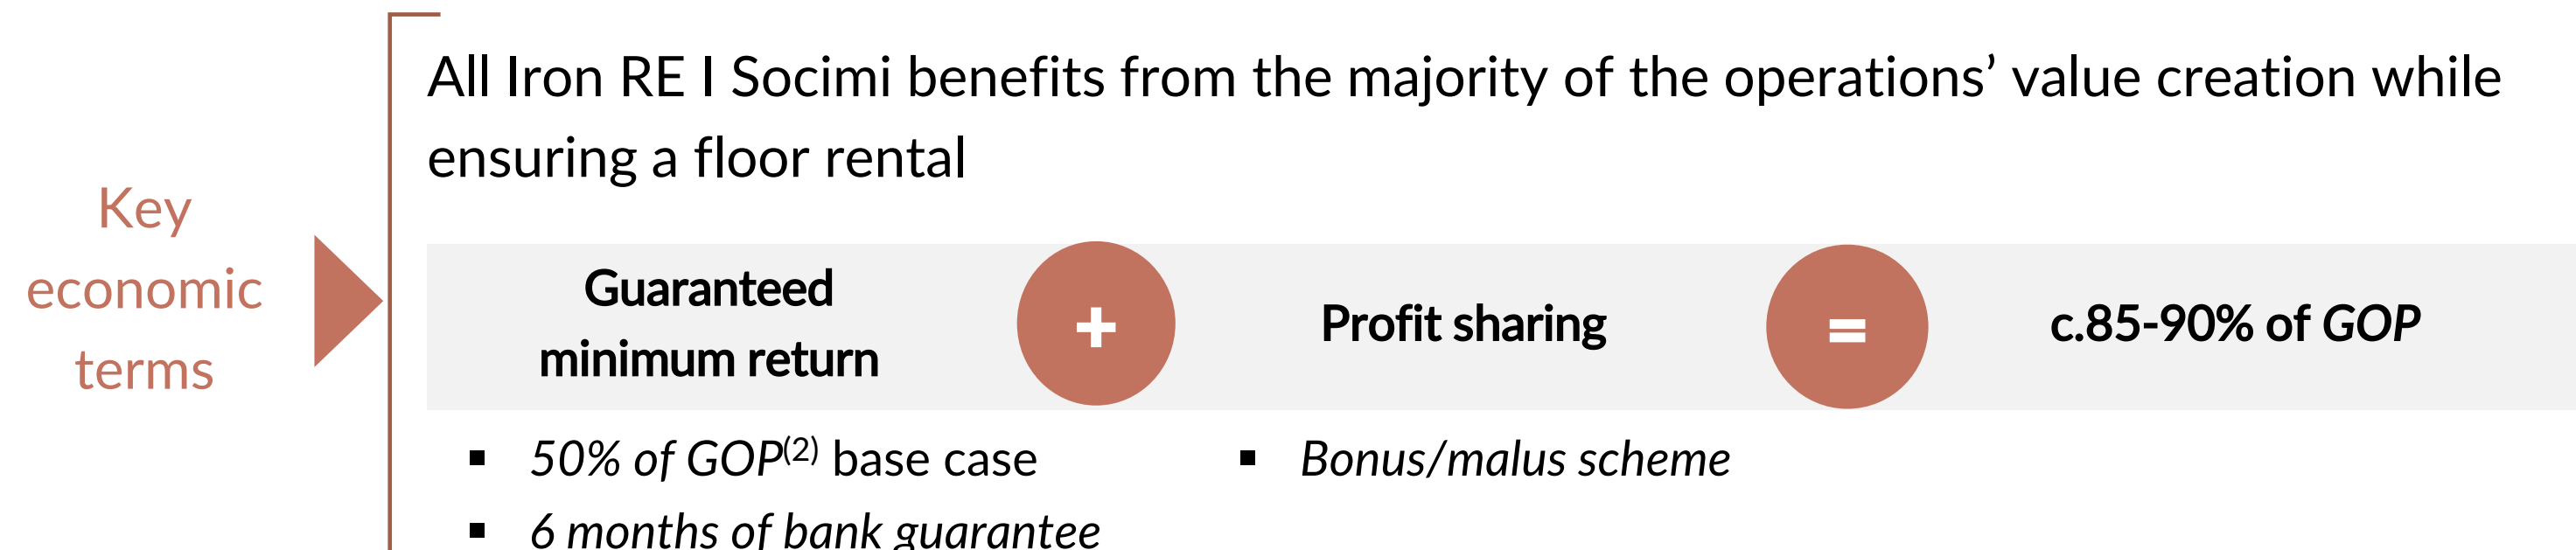 All Iron RE I Socimi benefits from the majority of the operations’ value creation while
ensuring a floor rental
Key
economic
terms
Guaranteed
minimum return
+
Profit sharing
=
c.85-90% of GOP
▪ 50% of GOP(2) base case
▪ 6 months of bank guarantee
▪ Bonus/malus scheme